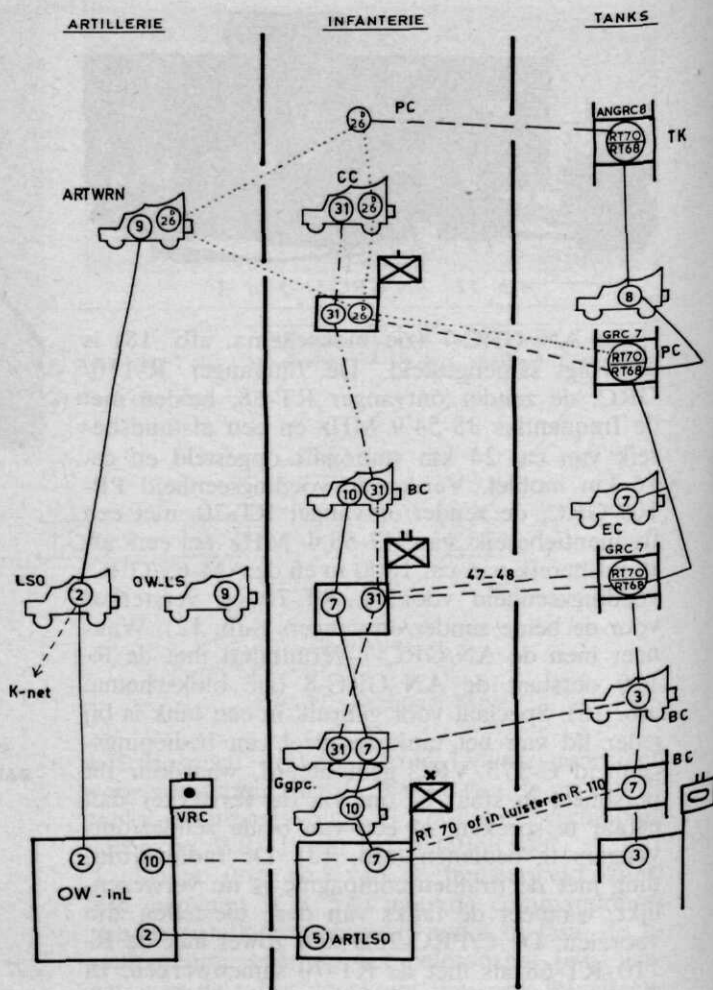 ARTILLERIE
INFANTERIE
TANKS
PC
D
26
ANGRC8
RT70
RT68
TK
ARTWRN
9
D
26
CC
31
D
26
31
D
26
8
GRC 7
RT70
RT68
PC
10
31
BC
7
EC
LSO
2
OW-LS
9
7
31
47-48
GRC 7
RT70
RT68
K-net
3
BC
31
7
Ggpc.
10
BC
7
VRC
RT 70 of in luisteren R-110
2
10
7
3
OW-inL
2
5
ARTLSO